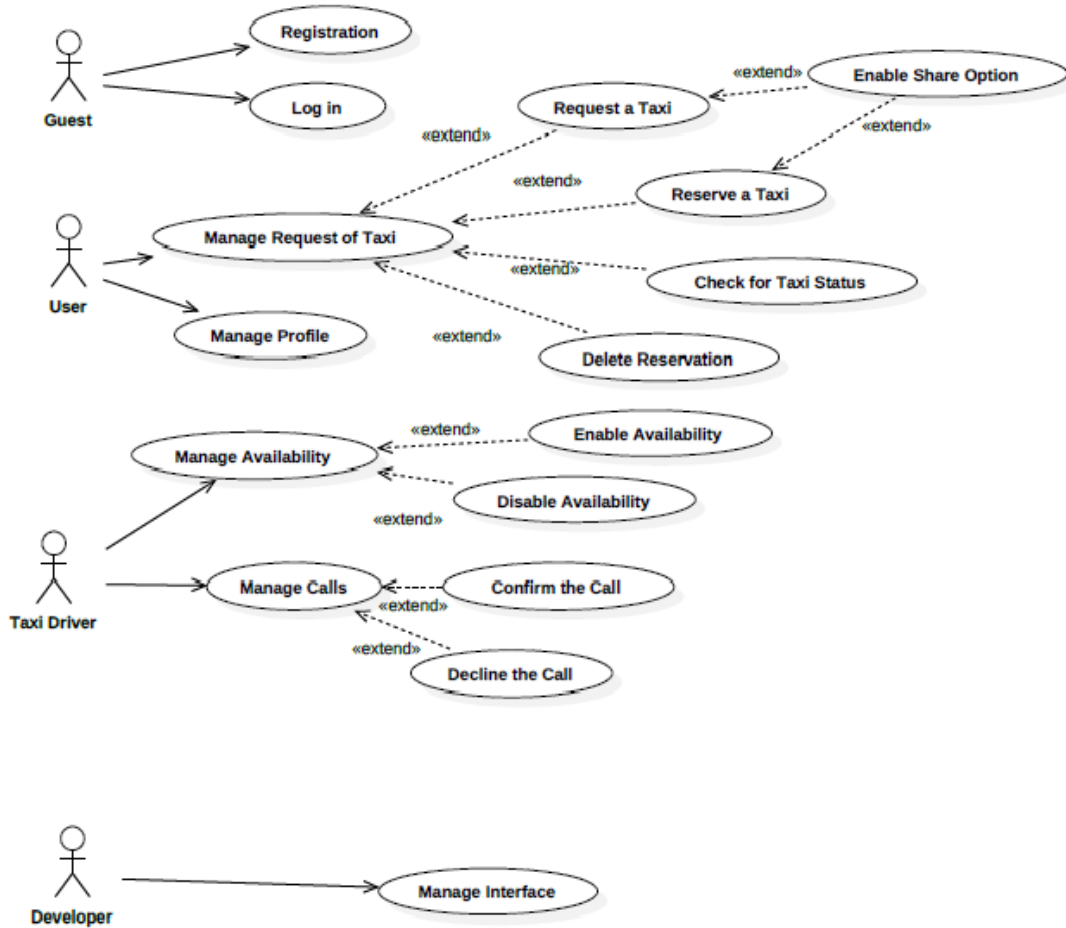 Registration
Guest
Log in
«extend»
Enable Share Option
Request a Taxi
«extend»
«extend»
«extend»
Reserve a Taxi
User
Manage Request of Taxi
«extend»
Check for Taxi Status
Manage Profile
«extend»
Delete Reservation
Manage Availability
«extend»
Enable Availability
Disable Availability
«extend»
Taxi Driver
Manage Calls
Confirm the Call
«extend»
«extend»
Decline the Call
Developer
Manage Interface